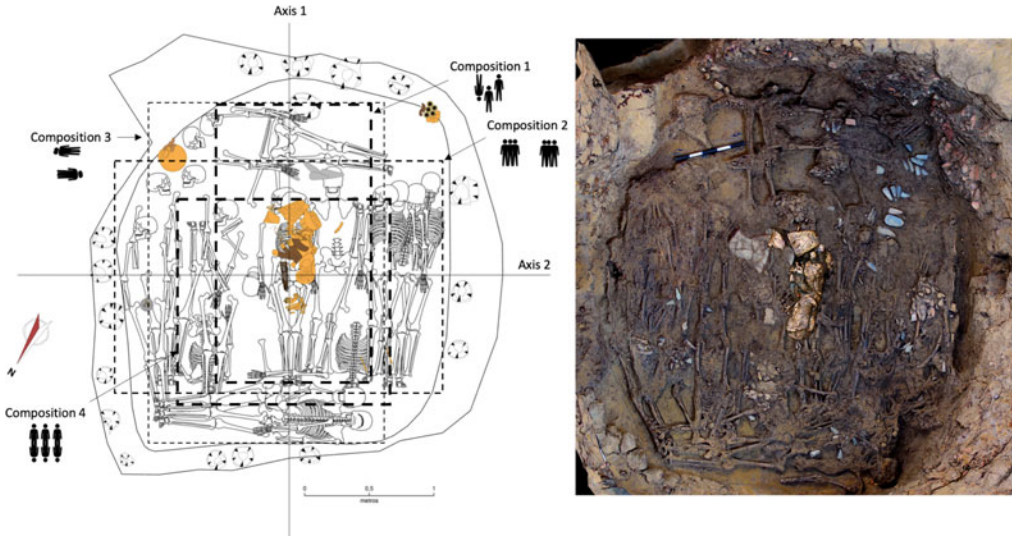 Axis 1
Composition 1
Composition 3
Composition 2
Axis 2
N
Composition 4
0 0,5 1
metros